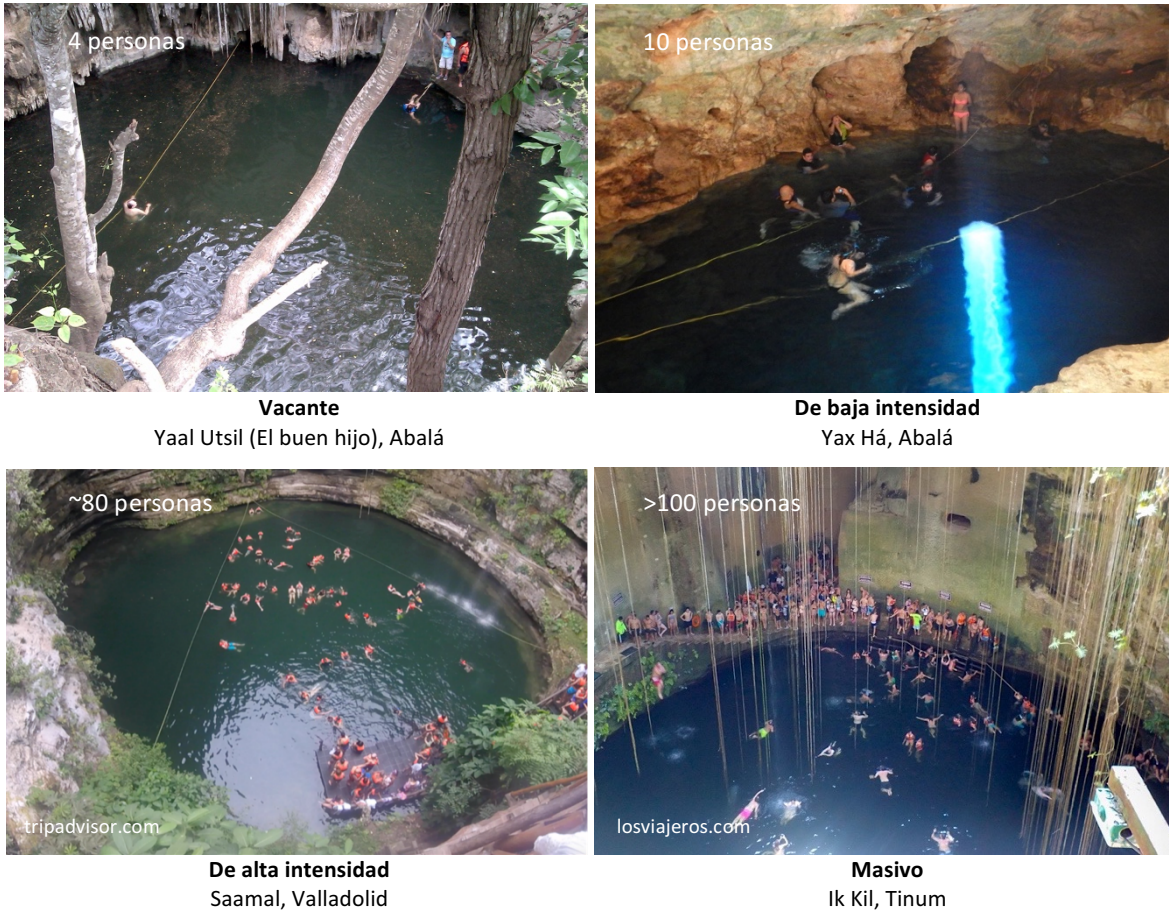 4 personas
10 personas
Vacante
Yaal Utsil (El buen hijo), Abalá
De baja intensidad
Yax Há, Abalá
~80 personas
>100 personas
tripadvisor.com
losviajeros.com
De alta intensidad
Saamal, Valladolid
Masivo
Ik Kil, Tinum